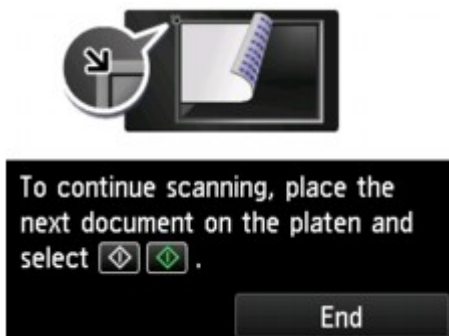 To continue scanning, place the
next document on the platen and
select .
End